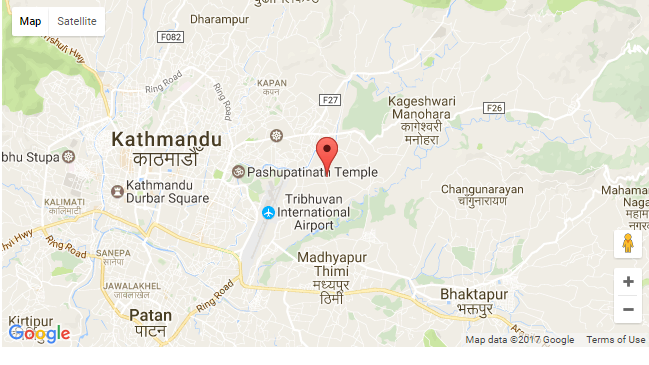 Map Satellite
Dharampur
F082
Ring Road
Ring Road
KAPAN
कपन
F27
Kageshwari
Manohara
कागेश्वरी
मनोहरा
F26
Kathmandu
काठमाडौँ
bhu Stupa
Pashupatinath Temple
Kathmandu
Durbar Square
KALIMATI
कालिमाटी
Tribhuvan
International
Airport
Changunarayan
चाँगुनारायण
Ring Road
SANEPA
सानेपा
Madhyapur
Thimi
मध्यपुर
ठिमी
JAWALAKHEL
जावलाखेल
Ring Road
Patan
पाटन
Bhaktapur
भक्तपुर
Kirtipur
Google
Map data ©2017 Google Terms of Use